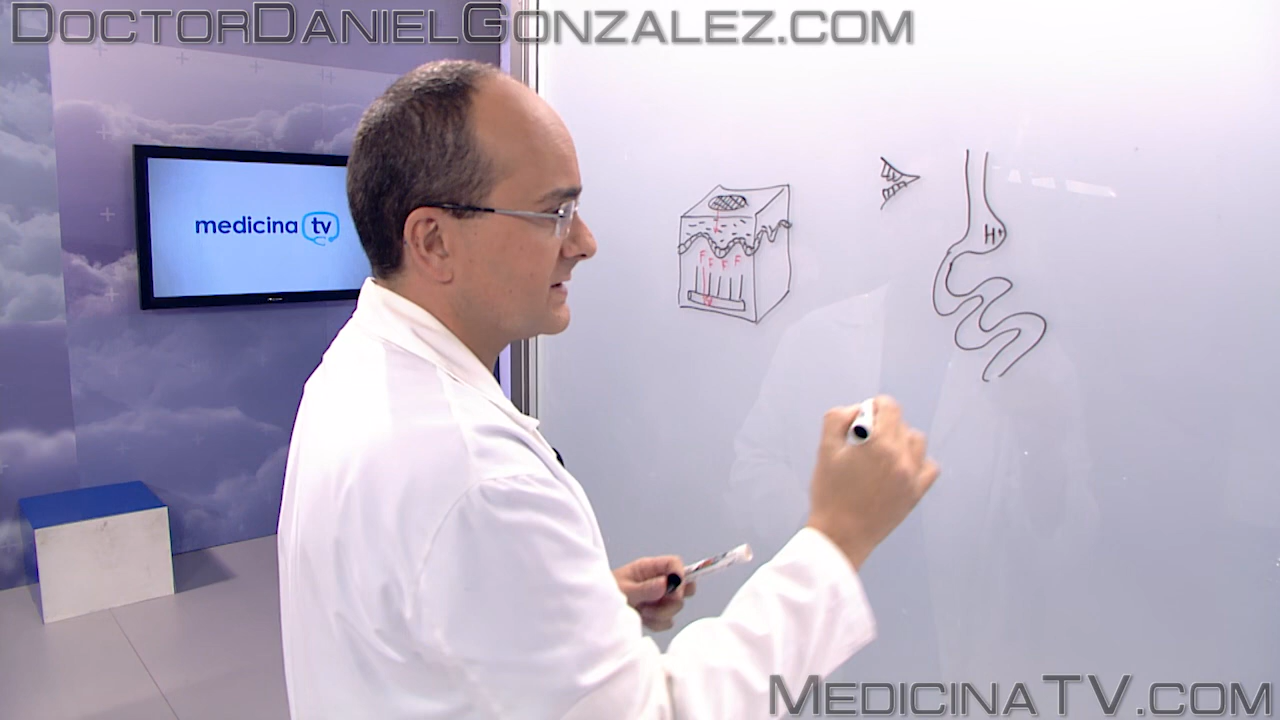 DOCTORDANIELGONZALEZ.COM
medicina tv
H+
F F F F
MEDICINATV.COM